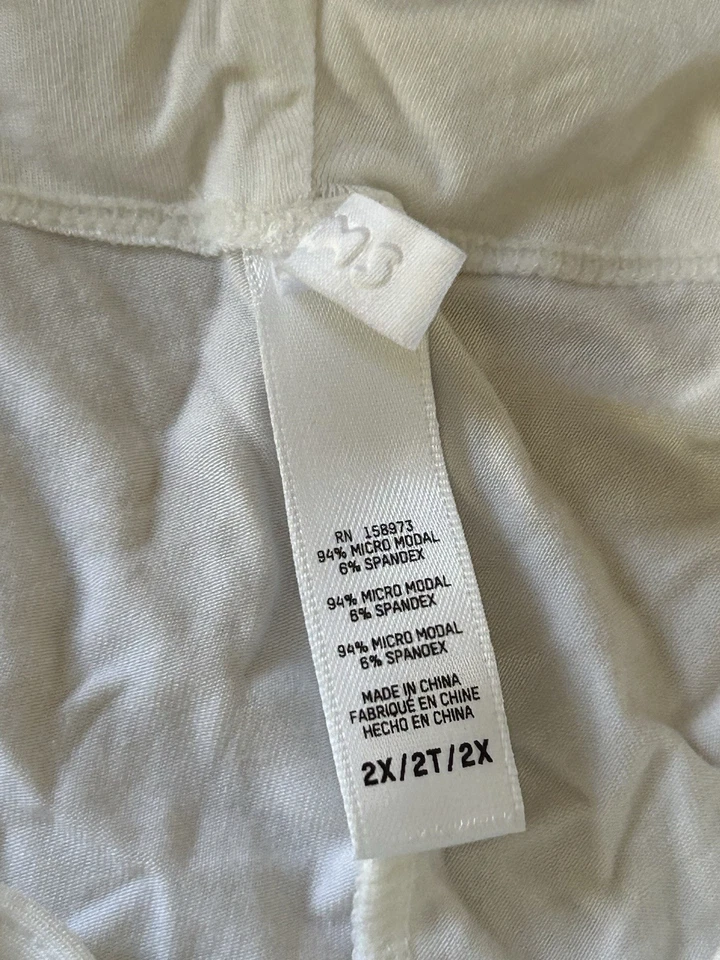 RN 158973
94% MICRO MODAL
6% SPANDEX
94% MICRO MODAL
6% SPANDEX
94% MICRO MODAL
6% SPANDEX
MADE IN CHINA
FABRIQUÉ EN CHINE
HECHO EN CHINA
2X/2T/2X